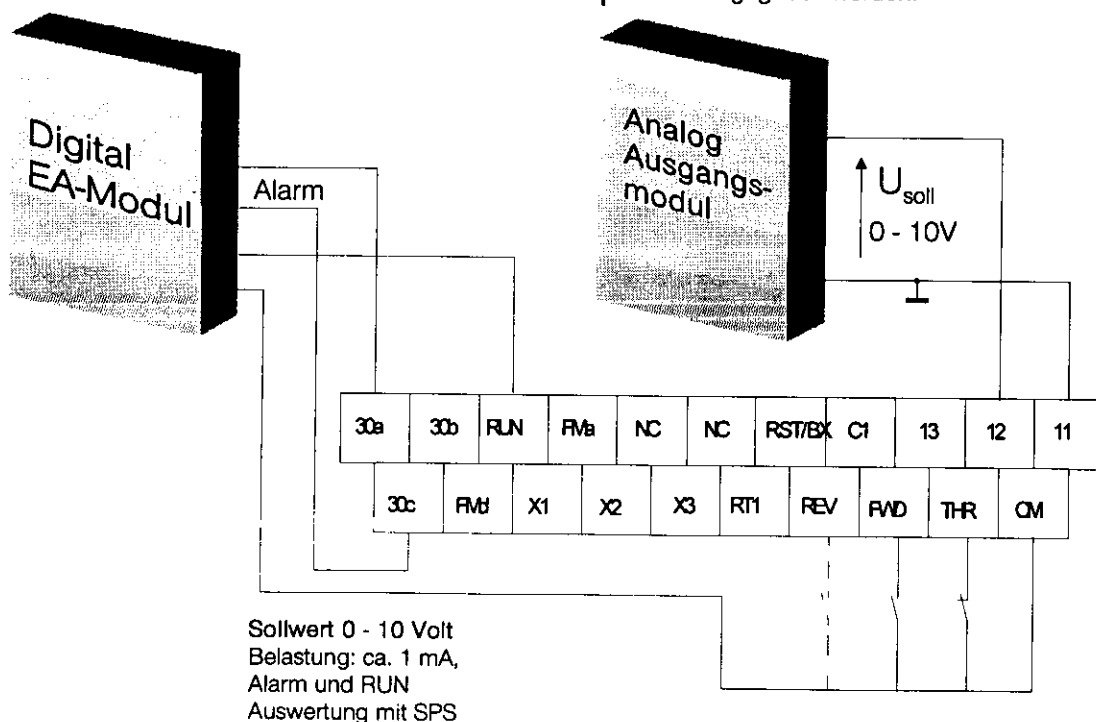 Digital
EA-Modul
Alarm
Analog
Ausgangs-
modul
U soll
0 - 10V
30a 30b RUN FMa NC NC RST/BX C1 13 12 11
30c X1 X2 X3 RT1 REV FWD THR CM
Sollwert 0 - 10 Volt
Belastung: ca. 1 mA,
Alarm und RUN
Auswertung mit SPS